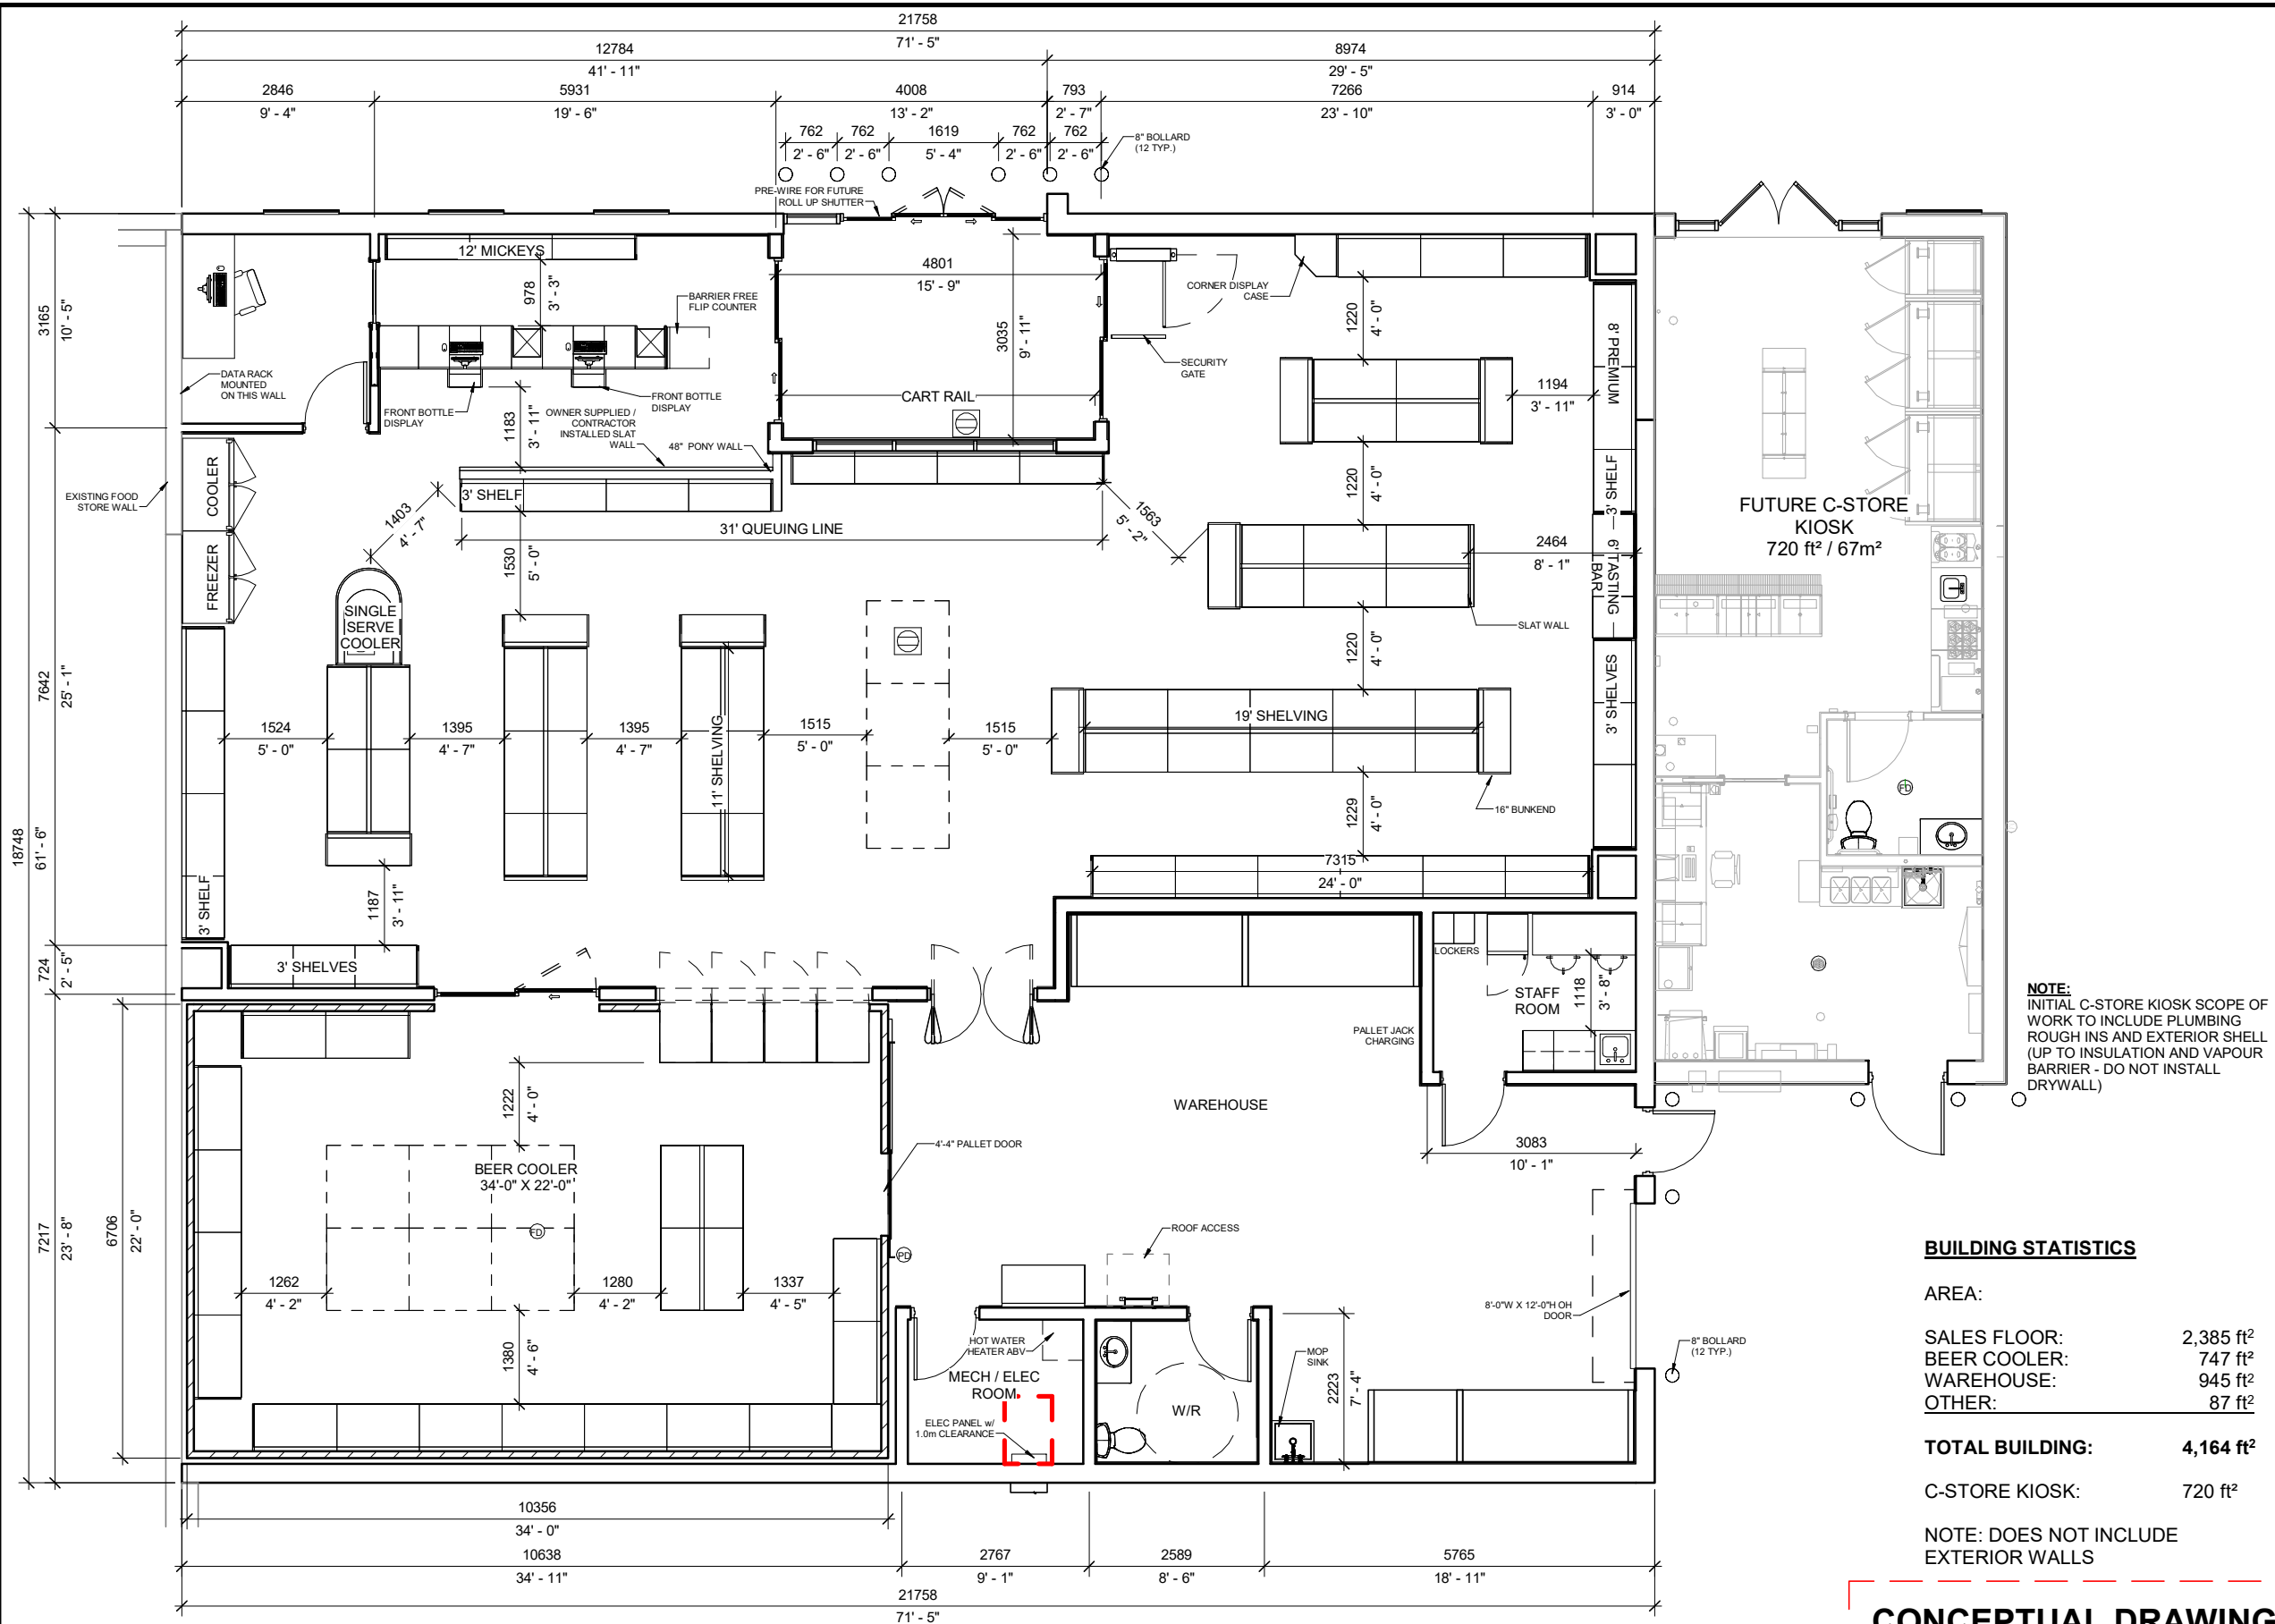 21758
71' - 5"
12784
41' - 11"
8974
29' - 5"
2846
9' - 4"
5931
19' - 6"
4008
13' - 2"
793
2' - 7"
7266
23' - 10"
914
3' - 0"
762
2' - 6"
762
2' - 6"
1619
5' - 4"
762
2' - 6"
762
2' - 6"
8" BOLLARD
(12 TYP.)
PRE-WIRE FOR FUTURE
ROLL UP SHUTTER
12' MICKEYS
978
3' - 3"
BARRIER FREE
FLIP COUNTER
4801
15' - 9"
3035
9' - 11"
CORNER DISPLAY
CASE
1220
4' - 0"
SECURITY
GATE
8' PREMIUM
3165
10' - 5"
DATA RACK
MOUNTED
ON THIS WALL
FRONT BOTTLE
DISPLAY
1183
3' - 11"
FRONT BOTTLE
DISPLAY
OWNER SUPPLIED /
CONTRACTOR
INSTALLED SLAT
WALL
48" PONY WALL
CART RAIL
1194
3' - 11"
EXISTING FOOD
STORE WALL
COOLER
FREEZER
3' SHELF
1403
4' - 7"
31' QUEUING LINE
1530
5' - 0"
1563
5' - 2"
1220
4' - 0"
3' SHELF
6' TASTING
BAR
2464
8' - 1"
SLAT WALL
FUTURE C-STORE
KIOSK
720 ft² / 67m²
SINGLE
SERVE
COOLER
1220
4' - 0"
3' SHELVES
7642
25' - 1"
18748
61' - 6"
1524
5' - 0"
1395
4' - 7"
1395
4' - 7"
11' SHELVING
1515
5' - 0"
1515
5' - 0"
19' SHELVING
16" BUNKEND
1229
4' - 0"
7315
24' - 0"
3' SHELF
1187
3' - 11"
FD
724
2' - 5"
3' SHELVES
LOCKERS
STAFF
ROOM
1118
3' - 8"
PALLET JACK
CHARGING
NOTE:
INITIAL C-STORE KIOSK SCOPE OF
WORK TO INCLUDE PLUMBING
ROUGH INS AND EXTERIOR SHELL
(UP TO INSULATION AND VAPOUR
BARRIER - DO NOT INSTALL
DRYWALL)
1222
4' - 0"
WAREHOUSE
4'-4" PALLET DOOR
3083
10' - 1"
BEER COOLER
34'-0" X 22'-0"
FD
7217
23' - 8"
6706
22' - 0"
ROOF ACCESS
FD
1262
4' - 2"
1280
4' - 2"
1337
4' - 5"
1380
4' - 6"
8'-0"W X 12'-0"H OH
DOOR
8" BOLLARD
(12 TYP.)
HOT WATER
HEATER ABV
MECH / ELEC
ROOM
ELEC PANEL w/
1.0m CLEARANCE
W/R
MOP
SINK
2223
7' - 4"
BUILDING STATISTICS
AREA:
SALES FLOOR: 2,385 ft²
BEER COOLER: 747 ft²
WAREHOUSE: 945 ft²
OTHER: 87 ft²
TOTAL BUILDING: 4,164 ft²
C-STORE KIOSK: 720 ft²
NOTE: DOES NOT INCLUDE
EXTERIOR WALLS
10356
34' - 0"
10638
34' - 11"
2767
9' - 1"
2589
8' - 6"
5765
18' - 11"
21758
71' - 5"
CONCEPTUAL DRAWING